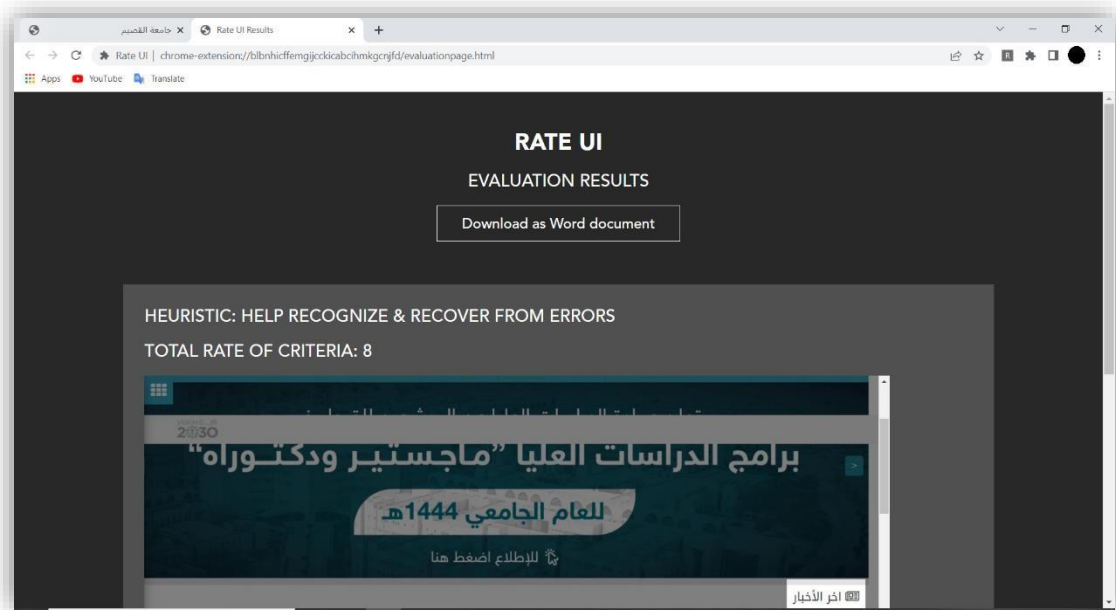 جامعة القصيم
Rate UI Results
Rate UI | chrome-extension://blbnhicffemgijcckicabcihmkgcnjfd/evaluationpage.html
Apps
YouTube
Translate
RATE UI
EVALUATION RESULTS
Download as Word document
HEURISTIC: HELP RECOGNIZE & RECOVER FROM ERRORS
TOTAL RATE OF CRITERIA: 8
2030
برامج الدراسات العليا "ماجستير ودكتوراه"
للعام الجامعي 1444هـ
للإطلاع اضغط هنا
اخر الأخبار